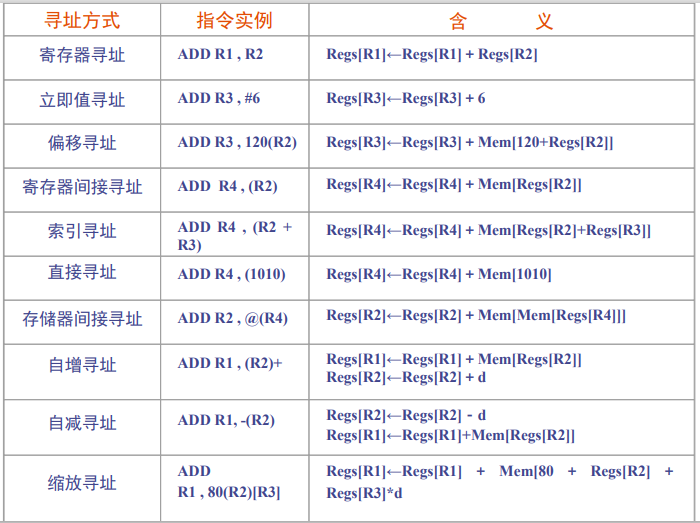 寻址方式 指令实例 含 义
寄存器寻址 ADD R1 , R2 Regs[R1]←Regs[R1] + Regs[R2]
立即值寻址 ADD R3 , #6 Regs[R3]←Regs[R3] + 6
偏移寻址 ADD R3 , 120(R2) Regs[R3]←Regs[R3] + Mem[120+Regs[R2]]
寄存器间接寻址 ADD R4 , (R2) Regs[R4]←Regs[R4] + Mem[Regs[R2]]
索引寻址 ADD R4 , (R2 + Regs[R4]←Regs[R4] + Mem[Regs[R2]+Regs[R3]]
R3)
直接寻址 ADD R4 , (1010) Regs[R4]←Regs[R4] + Mem[1010]
存储器间接寻址 ADD R2 , @(R4) Regs[R2]←Regs[R2] + Mem[Mem[Regs[R4]]]
自增寻址 ADD R1 , (R2)+ Regs[R1]←Regs[R1] + Mem[Regs[R2]]
Regs[R2]←Regs[R2] + d
自减寻址 ADD R1, -(R2) Regs[R2]←Regs[R2] - d
Regs[R1]←Regs[R1]+Mem[Regs[R2]]
缩放寻址 ADD Regs[R1]←Regs[R1] + Mem[80 + Regs[R2] +
R1 , 80(R2)[R3] Regs[R3]*d